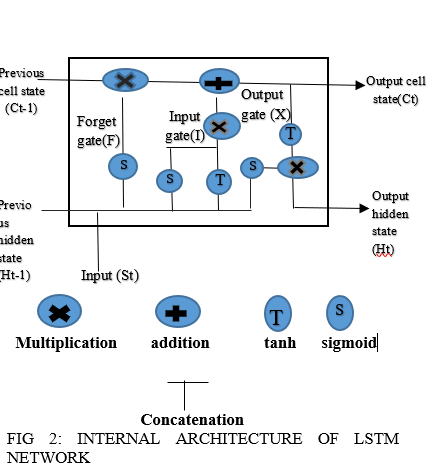 Previous
cell state
(Ct-1)
Output cell
state(Ct)
Forget
gate(F)
Input
gate(I)
Output
gate (X)
T
S
S
T
S
Previo
us
hidden
state
(Ht-1)
Output
hidden
state
(Ht)
Input (St)
T
S
Multiplication addition tanh sigmoid
Concatenation
FIG 2: INTERNAL ARCHITECTURE OF LSTM
NETWORK